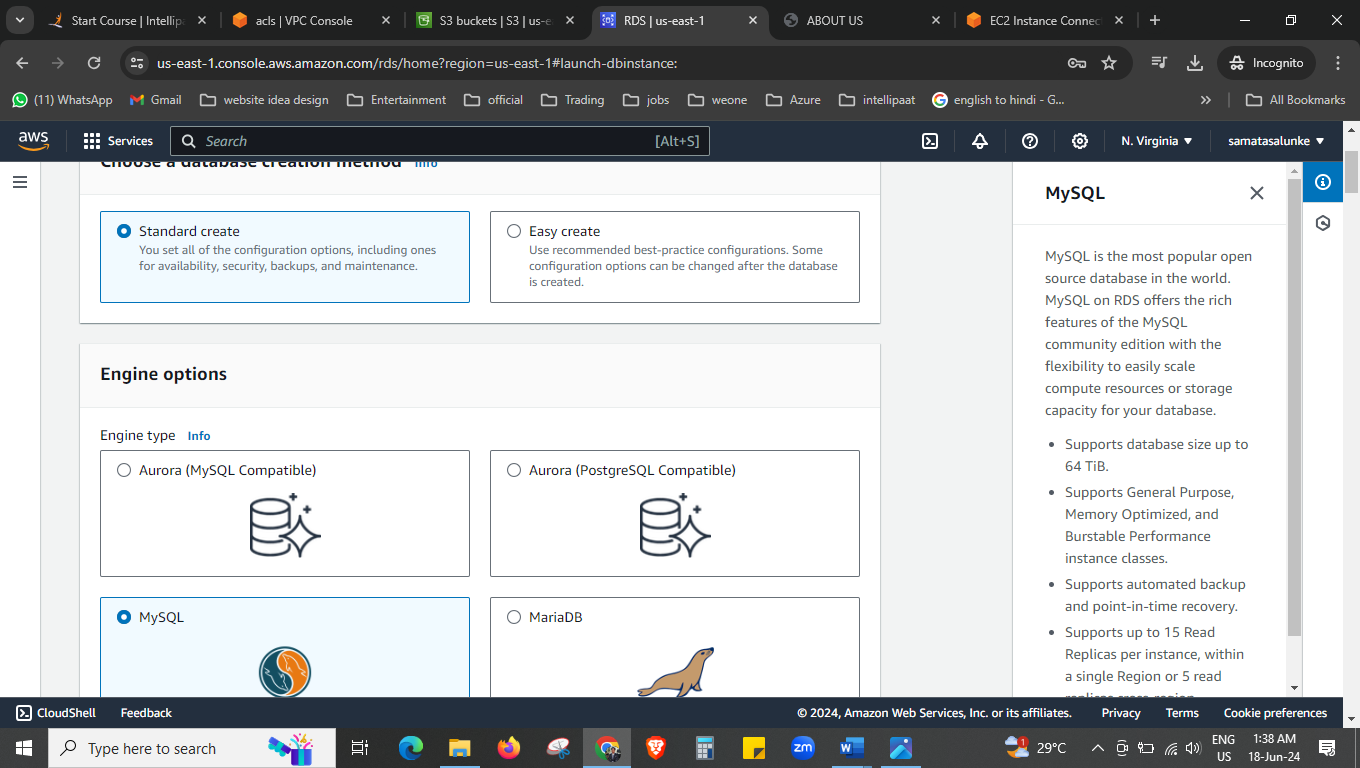 Start Course | Intellipa
acls | VPC Console
S3 buckets | S3 | us-e
RDS | us-east-1
ABOUT US
EC2 Instance Connec
us-east-1.console.aws.amazon.com/rds/home?region=us-east-1#launch-dbinstance:
Incognito
(11) WhatsApp
Gmail
website idea design
Entertainment
official
Trading
jobs
weone
Azure
intellipaat
english to hindi - G...
All Bookmarks
aws
Services
Search
[Alt+S]
N. Virginia
samatasalunke
Choose a database creation method Info
Standard create
You set all of the configuration options, including ones
for availability, security, backups, and maintenance.
Easy create
Use recommended best-practice configurations. Some
configuration options can be changed after the database
is created.
Engine options
Engine type Info
Aurora (MySQL Compatible)
Aurora (PostgreSQL Compatible)
MySQL
MariaDB
MySQL
MySQL is the most popular open
source database in the world.
MySQL on RDS offers the rich
features of the MySQL
community edition with the
flexibility to easily scale
compute resources or storage
capacity for your database.
• Supports database size up to
64 TiB.
• Supports General Purpose,
Memory Optimized, and
Burstable Performance
instance classes.
• Supports automated backup
and point-in-time recovery.
• Supports up to 15 Read
Replicas per instance, within
a single Region or 5 read
replicas cross-region.
CloudShell
Feedback
© 2024, Amazon Web Services, Inc. or its affiliates.
Privacy
Terms
Cookie preferences
Type here to search
zm
1
29°C
ENG
US
1:38 AM
18-Jun-24